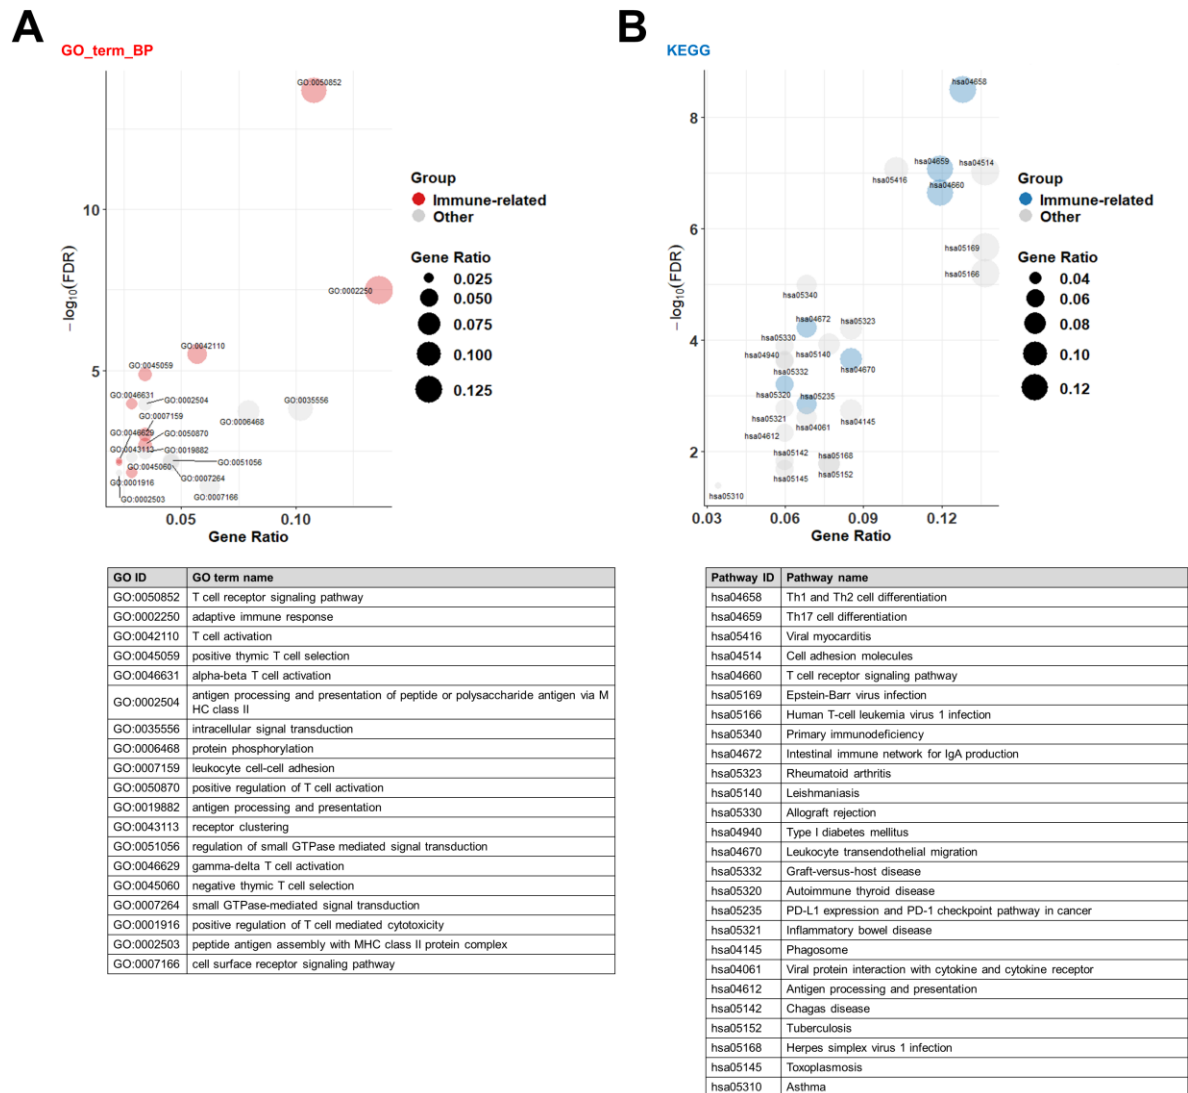 A
GO_term_BP
GO:0050852
GO:0002250
GO:0042110
GO:0045059
GO:0046631
GO:0002504
GO:0007159
GO:0035556
GO:0006468
GO:0046629
GO:0050870
GO:0043113
GO:0019882
GO:0045060
GO:0051056
GO:0001916
GO:0007264
GO:0002503
GO:0007166
10
5
0.05
0.10
−log10(FDR)
Gene Ratio
Group
Immune-related
Other
Gene Ratio
0.025
0.050
0.075
0.100
0.125
B
KEGG
hsa04658
hsa04659
hsa04514
hsa05416
hsa04660
hsa05169
hsa05166
hsa05340
hsa04672
hsa05323
hsa05330
hsa04940
hsa05140
hsa04670
hsa05332
hsa05320
hsa05235
hsa05321
hsa04061
hsa04145
hsa04612
hsa05142
hsa05168
hsa05145
hsa05152
hsa05310
8
6
4
2
0.03
0.06
0.09
0.12
−log10(FDR)
Gene Ratio
Group
Immune-related
Other
Gene Ratio
0.04
0.06
0.08
0.10
0.12
GO ID GO term name
GO:0050852 T cell receptor signaling pathway
GO:0002250 adaptive immune response
GO:0042110 T cell activation
GO:0045059 positive thymic T cell selection
GO:0046631 alpha-beta T cell activation
GO:0002504 antigen processing and presentation of peptide or polysaccharide antigen via M
HC class II
GO:0035556 intracellular signal transduction
GO:0006468 protein phosphorylation
GO:0007159 leukocyte cell-cell adhesion
GO:0050870 positive regulation of T cell activation
GO:0019882 antigen processing and presentation
GO:0043113 receptor clustering
GO:0051056 regulation of small GTPase mediated signal transduction
GO:0046629 gamma-delta T cell activation
GO:0045060 negative thymic T cell selection
GO:0007264 small GTPase-mediated signal transduction
GO:0001916 positive regulation of T cell mediated cytotoxicity
GO:0002503 peptide antigen assembly with MHC class II protein complex
GO:0007166 cell surface receptor signaling pathway
Pathway ID Pathway name
hsa04658 Th1 and Th2 cell differentiation
hsa04659 Th17 cell differentiation
hsa05416 Viral myocarditis
hsa04514 Cell adhesion molecules
hsa04660 T cell receptor signaling pathway
hsa05169 Epstein-Barr virus infection
hsa05166 Human T-cell leukemia virus 1 infection
hsa05340 Primary immunodeficiency
hsa04672 Intestinal immune network for IgA production
hsa05323 Rheumatoid arthritis
hsa05140 Leishmaniasis
hsa05330 Allograft rejection
hsa04940 Type I diabetes mellitus
hsa04670 Leukocyte transendothelial migration
hsa05332 Graft-versus-host disease
hsa05320 Autoimmune thyroid disease
hsa05235 PD-L1 expression and PD-1 checkpoint pathway in cancer
hsa05321 Inflammatory bowel disease
hsa04145 Phagosome
hsa04061 Viral protein interaction with cytokine and cytokine receptor
hsa04612 Antigen processing and presentation
hsa05142 Chagas disease
hsa05152 Tuberculosis
hsa05168 Herpes simplex virus 1 infection
hsa05145 Toxoplasmosis
hsa05310 Asthma